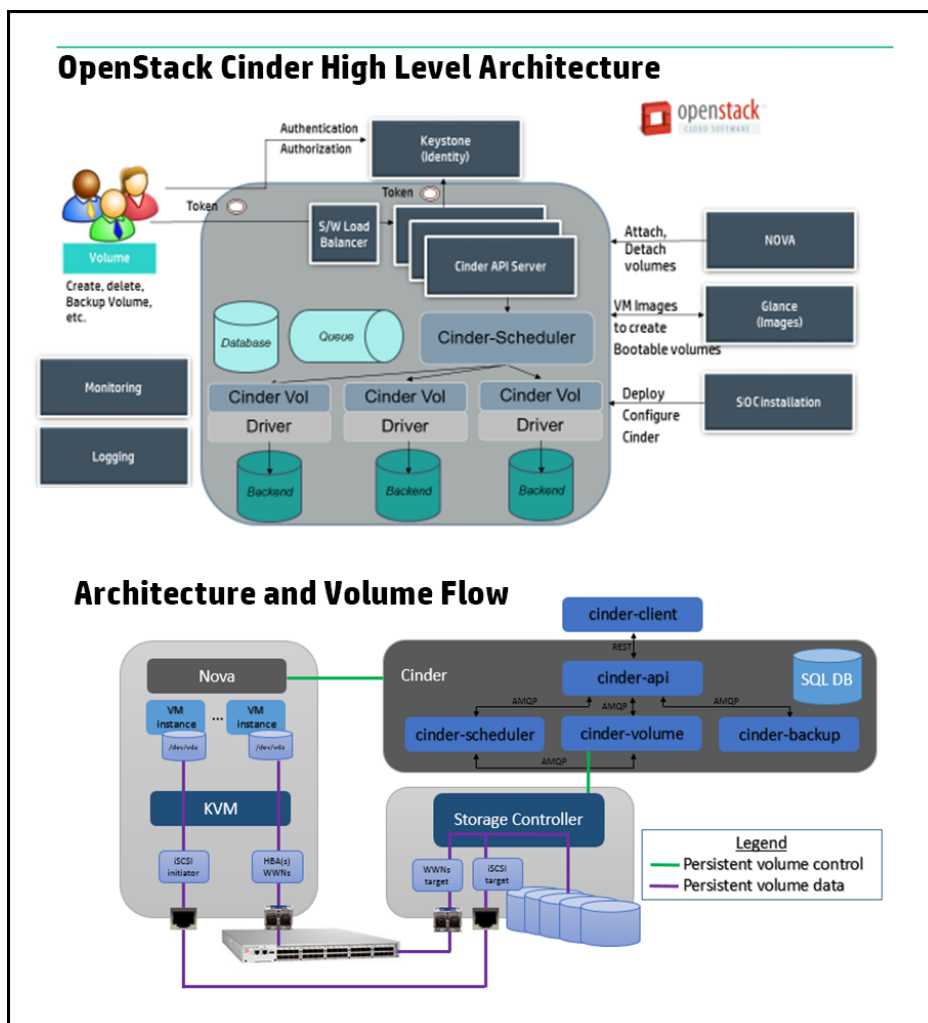 OpenStack Cinder High Level Architecture
openstack
CLOUD SOFTWARE
Authentication
Authorization
Keystone
(Identity)
Token
Token
S/W Load
Balancer
Cinder API Server
Volume
Create, delete,
Backup Volume,
etc.
Attach,
Detach
volumes
NOVA
VM Images
to create
Bootable volumes
Glance
(Images)
Database
Queue
Cinder-Scheduler
Monitoring
Logging
Cinder Vol
Driver
Backend
Cinder Vol
Driver
Backend
Cinder Vol
Driver
Backend
Deploy
Configure
Cinder
SOC installation
Architecture and Volume Flow
cinder-client
REST
Nova
Cinder
cinder-api
SQL DB
VM
instance
...
VM
instance
/dev/vda
/dev/vda
AMQP
AMQP
AMQP
cinder-scheduler
cinder-volume
cinder-backup
AMQP
KVM
Storage Controller
iSCSI
initiator
HBA(s)
WWNs
WWNs
target
iSCSI
target
Legend
Persistent volume control
Persistent volume data